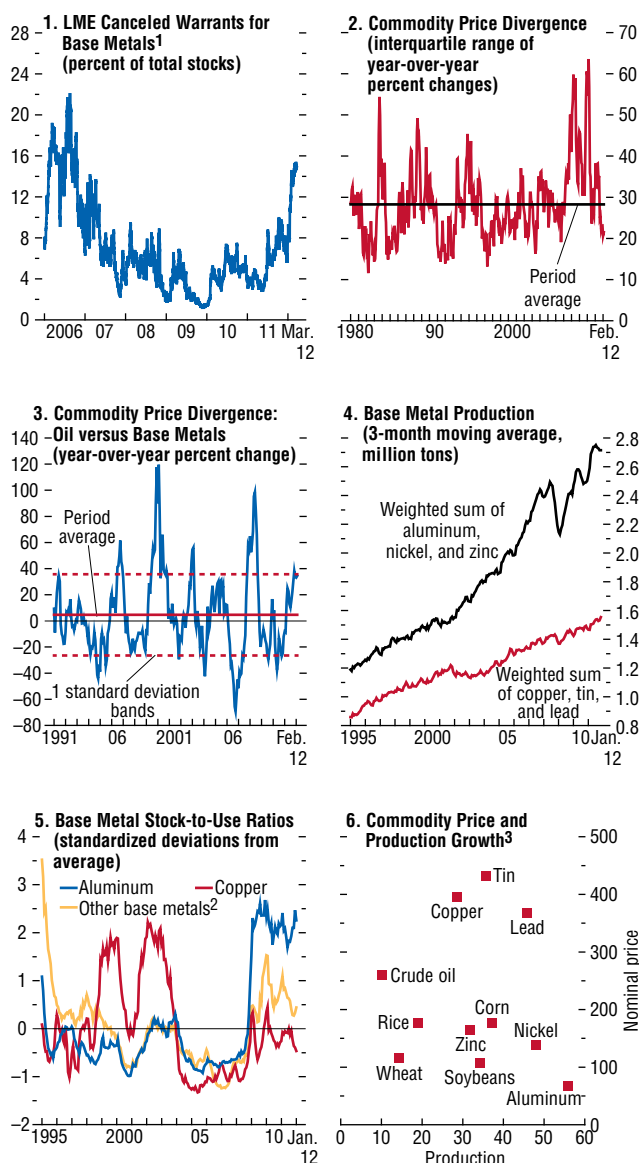 1. LME Canceled Warrants for
Base Metals1
(percent of total stocks)
28
24
20
16
12
8
4
0
2006 07 08 09 10 11 Mar.
12
2. Commodity Price Divergence
(interquartile range of
year-over-year
percent changes)
70
60
50
40
30
20
10
0
Period
average
1980 90 2000 Feb.
12
3. Commodity Price Divergence:
Oil versus Base Metals
(year-over-year percent change)
140
120
100
80
60
40
20
0
–20
–40
–60
–80
Period
average
1 standard deviation
bands
1991 06 2001 06 Feb.
12
4. Base Metal Production
(3-month moving average,
million tons)
2.8
2.6
2.4
2.2
2.0
1.8
1.6
1.4
1.2
1.0
0.8
Weighted sum of
aluminum,
nickel, and zinc
Weighted sum
of copper, tin,
and lead
1995 2000 05 10 Jan.
12
5. Base Metal Stock-to-Use Ratios
(standardized deviations from
average)
4
3
2
1
0
–1
–2
Aluminum Copper
Other base metals2
1995 2000 05 10 Jan.
12
6. Commodity Price and
Production Growth3
500
400
300
200
100
0
Nominal price
Tin
Copper
Lead
Crude oil
Rice
Corn
Zinc
Nickel
Wheat
Soybeans
Aluminum
0 10 20 30 40 50 60
Production